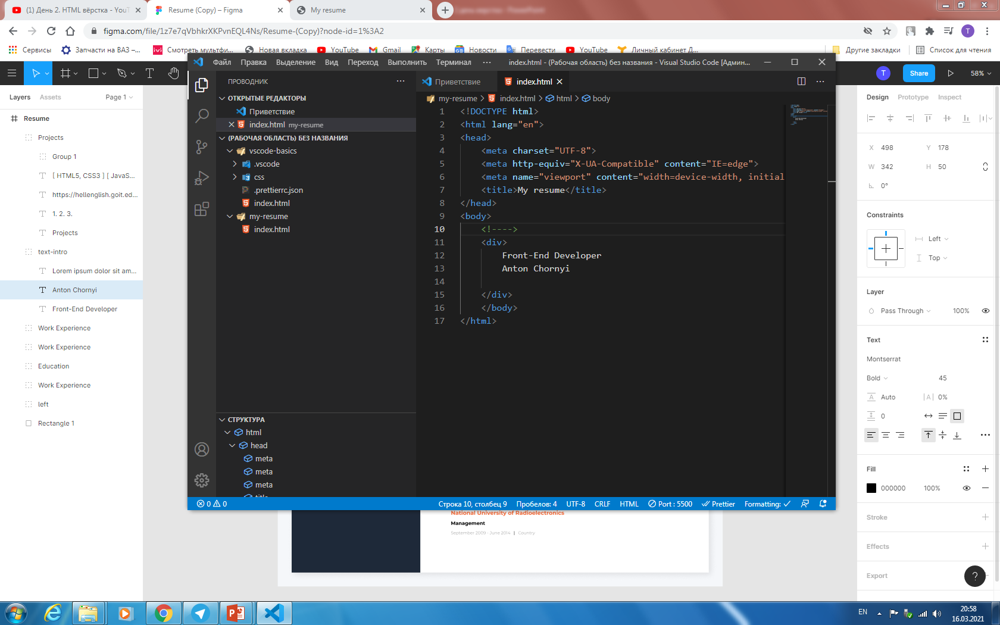 (1) День 2. HTML вёрстка - YouT
Resume (Copy) – Figma
My resume
figma.com/file/1z7e7qVbhkrXKPvnEQL4Ns/Resume-(Copy)?node-id=1%3A2
T
Сервисы
Запчасти на ВАЗ –...
ivi
Смотреть мультфи...
Новая вкладка
YouTube
Gmail
Карты
Новости
Перевести
YouTube
Личный кабинет Д...
Другие закладки
Список для чтения
Файл Правка Выделение Вид Переход Выполнить Терминал ···
index.html - (Рабочая область) без названия - Visual Studio Code [Админ...
T
Share
58%
Layers
Assets
Page 1
Resume
Projects
Group 1
[ HTML5, CSS3 ] [ JavaS...
https://hellenglish.goit.ed...
1. 2. 3.
Projects
text-intro
Lorem ipsum dolor sit am...
Anton Chornyi
Front-End Developer
Work Experience
Work Experience
Education
Work Experience
left
Rectangle 1
ПРОВОДНИК
ОТКРЫТЫЕ РЕДАКТОРЫ
Приветствие
index.html my-resume
(РАБОЧАЯ ОБЛАСТЬ) БЕЗ НАЗВАНИЯ
vscode-basics
.vscode
css
.prettierrc.json
index.html
my-resume
index.html
СТРУКТУРА
html
head
meta
meta
meta
Приветствие
index.html
my-resume > index.html > html > body
1 <!DOCTYPE html>
2 <html lang="en">
3 <head>
4 <meta charset="UTF-8">
5 <meta http-equiv="X-UA-Compatible" content="IE=edge">
6 <meta name="viewport" content="width=device-width, initial
7 <title>My resume</title>
8 </head>
9 <body>
10 <!---->
11 <div>
12 Front-End Developer
13 Anton Chornyi
14
15 </div>
16 </body>
17 </html>
0 0
Строка 10, столбец 9
Пробелов: 4
UTF-8
CRLF
HTML
Port : 5500
Prettier
Formatting:
National University of Radioelectronics
Management
September 2009 - June 2014 | Country
Design
Prototype
Inspect
X 498 Y 178
W 342 H 50
0°
Constraints
Left
Top
Layer
Pass Through 100%
Text
Montserrat
Bold 45
Auto 0%
0
Fill
000000 100%
Stroke
Effects
Export
?
EN
20:58
16.03.2021